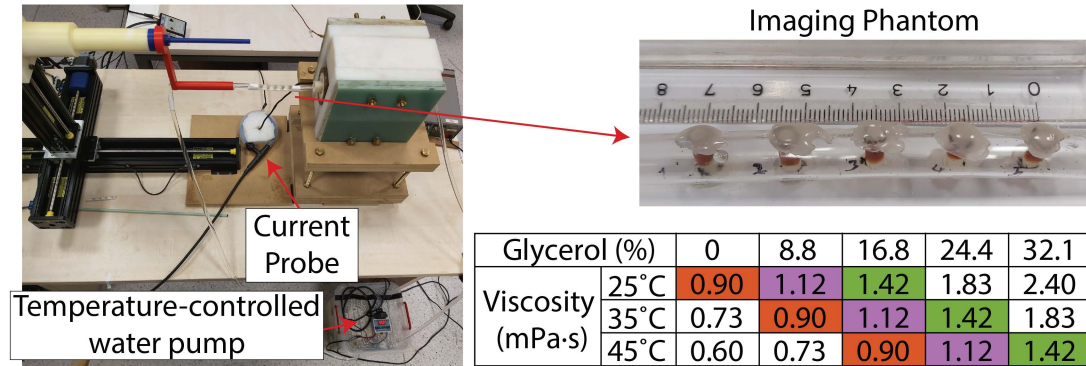 Imaging Phantom
8 7 6 5 4 3 2 1 0
Current
Probe
Temperature-controlled
water pump
Glycerol (%) 0 8.8 16.8 24.4 32.1
Viscosity
(mPa·s)
25˚C 0.90 1.12 1.42 1.83 2.40
35˚C 0.73 0.90 1.12 1.42 1.83
45˚C 0.60 0.73 0.90 1.12 1.42